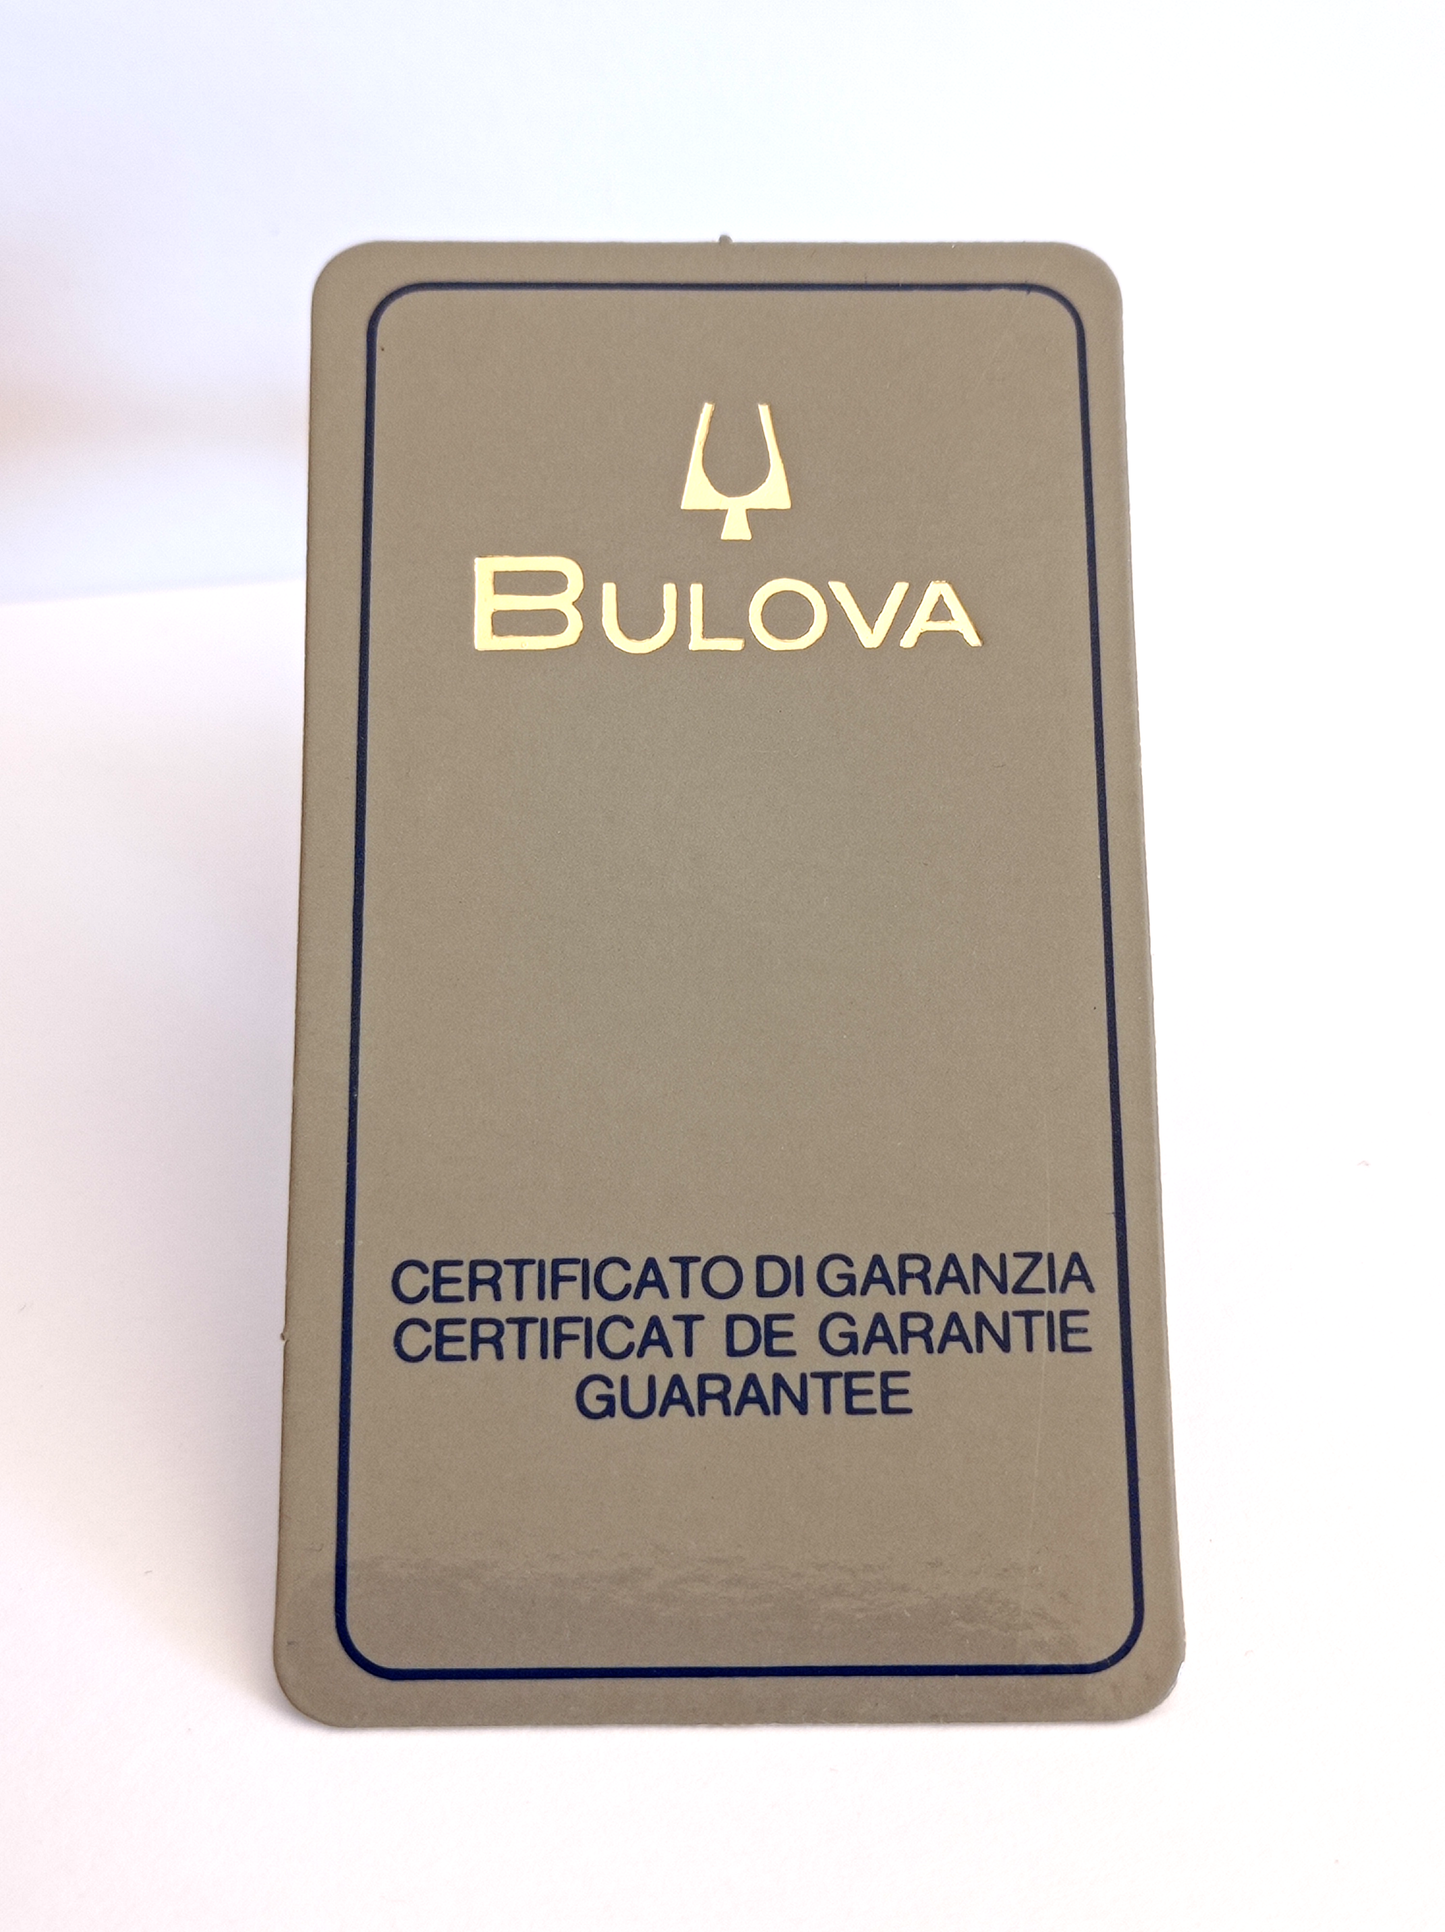 BULOVA
CERTIFICATO DI GARANZIA
CERTIFICAT DE GARANTIE
GUARANTEE